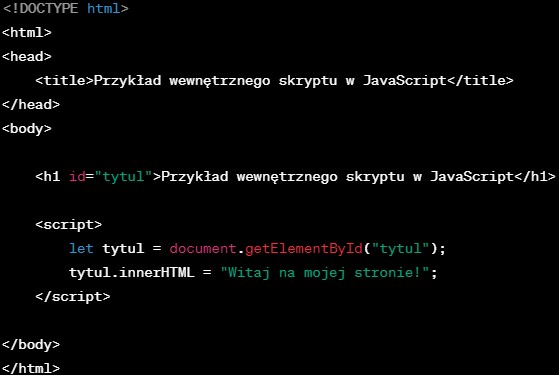 <!DOCTYPE html>
<html>
<head>
    <title>Przykład wewnętrznego skryptu w JavaScript</title>
</head>
<body>
    <h1 id="tytul">Przykład wewnętrznego skryptu w JavaScript</h1>
    <script>
        let tytul = document.getElementById("tytul");
        tytul.innerHTML = "Witaj na mojej stronie!";
    </script>
</body>
</html>